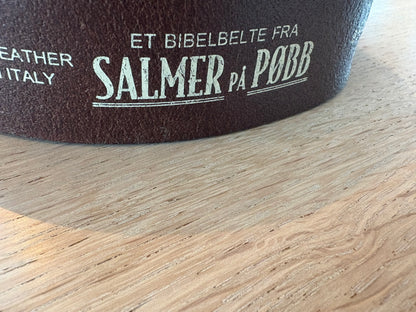 EATHER
ITALY
ET BIBELBELTE FRA
SALMER PÅ PØBB